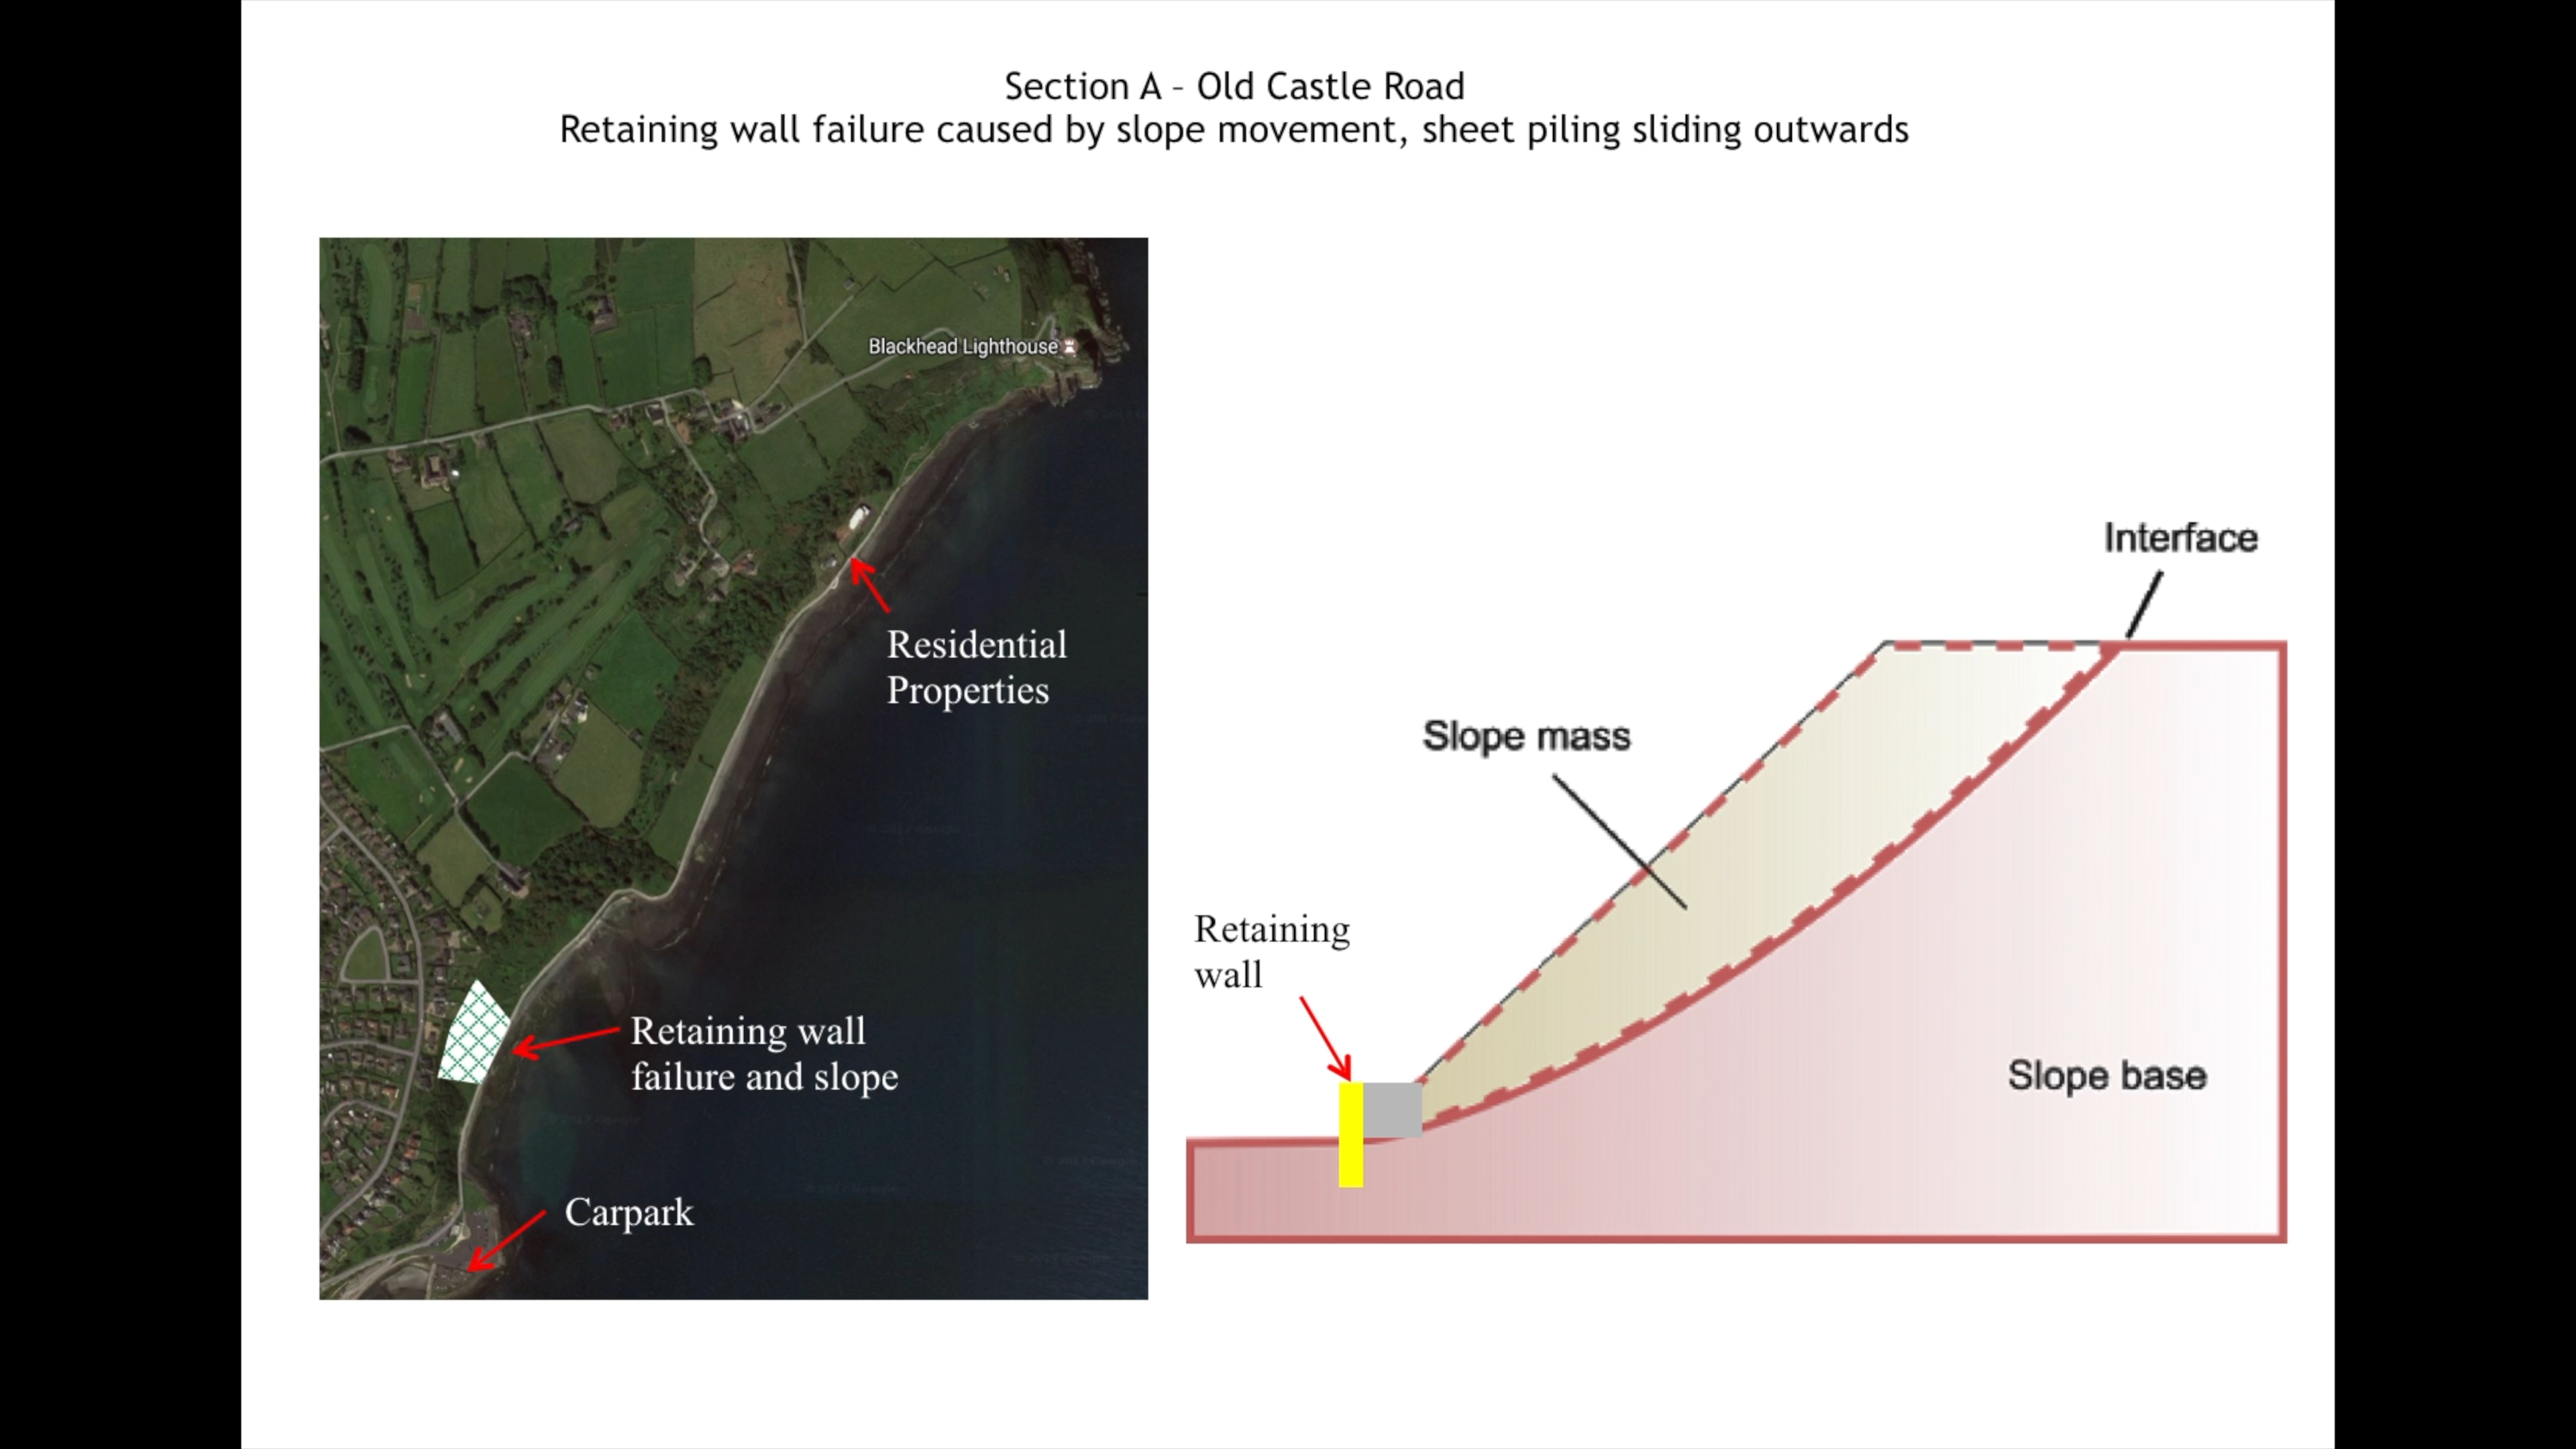 Section A – Old Castle Road
Retaining wall failure caused by slope movement, sheet piling sliding outwards
Blackhead Lighthouse
Residential
Properties
Retaining wall
failure and slope
Carpark
Interface
Slope mass
Retaining
wall
Slope base